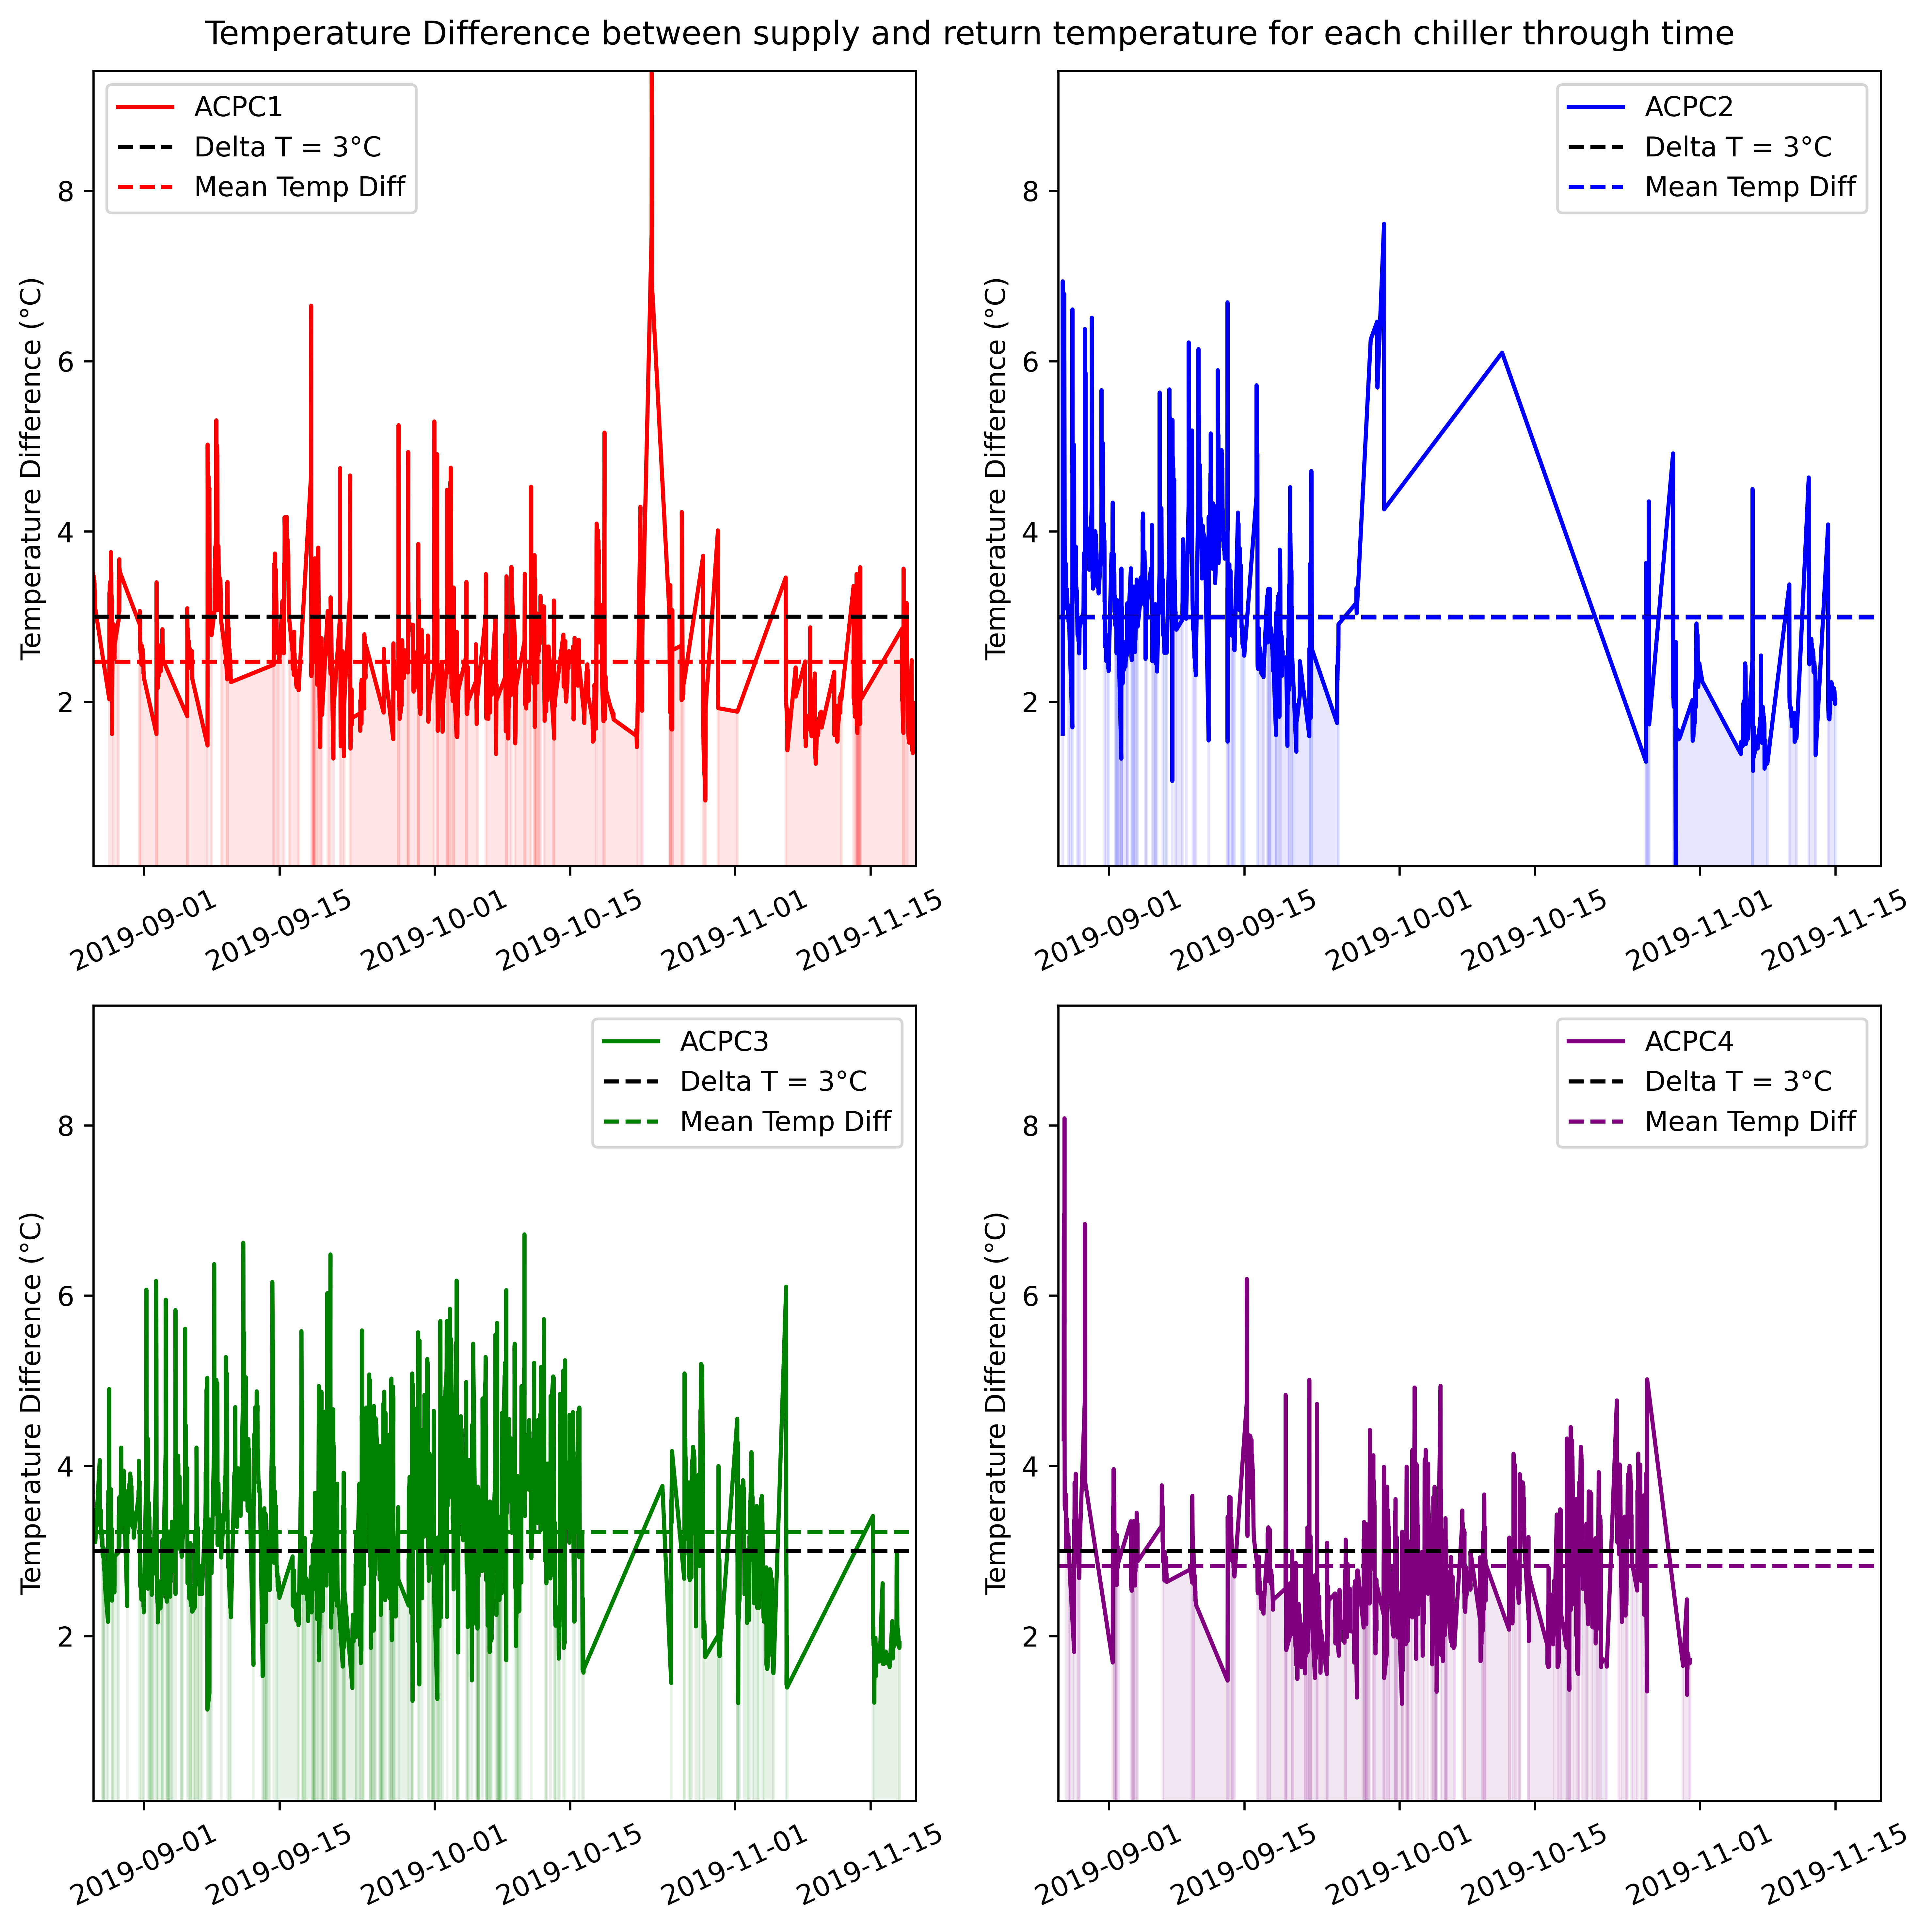 Temperature Difference between supply and return temperature for each chiller through time
ACPC1
Delta T = 3°C
Mean Temp Diff
Temperature Difference (°C)
8
6
4
2
2019-09-01
2019-09-15
2019-10-01
2019-10-15
2019-11-01
2019-11-15
ACPC2
Delta T = 3°C
Mean Temp Diff
Temperature Difference (°C)
8
6
4
2
2019-09-01
2019-09-15
2019-10-01
2019-10-15
2019-11-01
2019-11-15
ACPC3
Delta T = 3°C
Mean Temp Diff
Temperature Difference (°C)
8
6
4
2
2019-09-01
2019-09-15
2019-10-01
2019-10-15
2019-11-01
2019-11-15
ACPC4
Delta T = 3°C
Mean Temp Diff
Temperature Difference (°C)
8
6
4
2
2019-09-01
2019-09-15
2019-10-01
2019-10-15
2019-11-01
2019-11-15